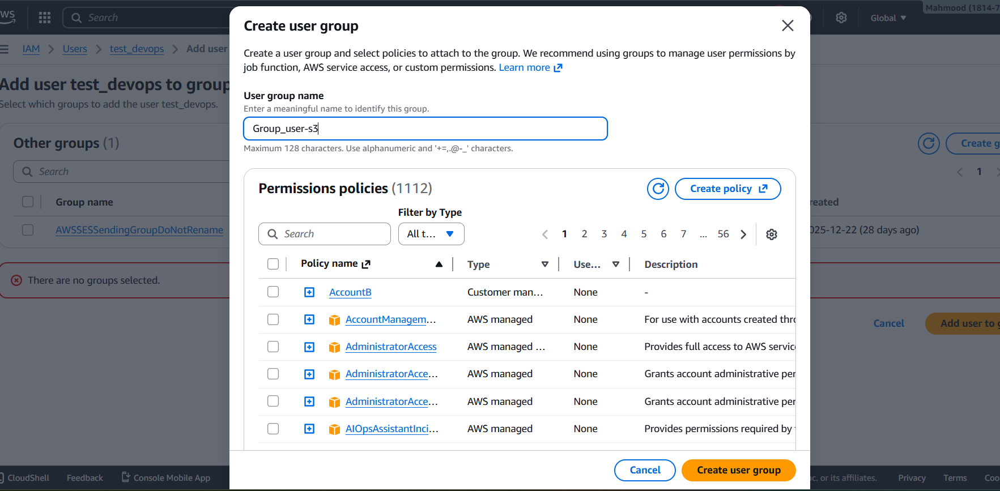 WS
Search
Mahmood (1814-7
Global
IAM
Users
test_devops
Add user
Add user test_devops to group
Select which groups to add the user test_devops.
Other groups (1)
Search
Group name
AWSSESSendingGroupDoNotRename
There are no groups selected.
Create user group
Create a user group and select policies to attach to the group. We recommend using groups to manage user permissions by
job function, AWS service access, or custom permissions. Learn more
User group name
Enter a meaningful name to identify this group.
Group_user-s3
Maximum 128 characters. Use alphanumeric and '+=,.@-_' characters.
Permissions policies (1112)
Create policy
Filter by Type
Search
All t...
1 2 3 4 5 6 7 ... 56
Policy name Type Use... Description
AccountB Customer man... None -
AccountManagem... AWS managed None For use with accounts created thro
AdministratorAccess AWS managed ... None Provides full access to AWS service
AdministratorAcce... AWS managed None Grants account administrative per
AdministratorAcce... AWS managed None Grants account administrative per
AIOpsAssistantInci... AWS managed None Provides permissions required by
Cancel
Create user group
Create g
1
reated
025-12-22 (28 days ago)
Cancel
Add user to g
CloudShell
Feedback
Console Mobile App
nc. or its affiliates.
Privacy
Terms
Coo